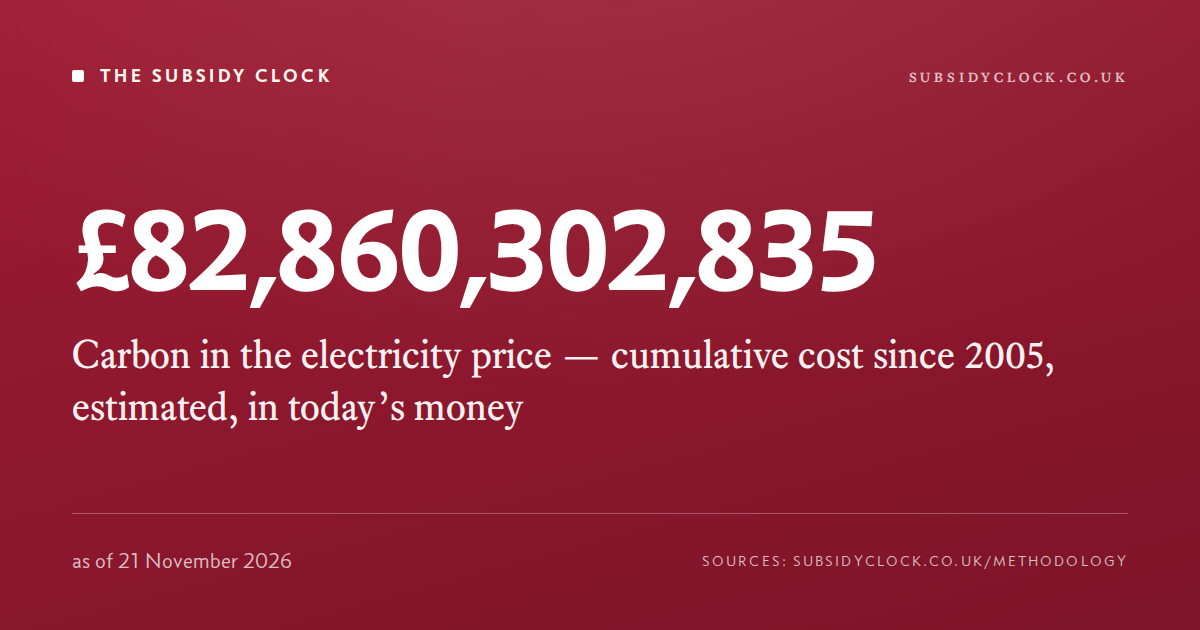 THE SUBSIDY CLOCK
SUBSIDYCLOCK.CO.UK
£82,860,302,835
Carbon in the electricity price — cumulative cost since 2005,
estimated, in today’s money
as of 21 November 2026
SOURCES: SUBSIDYCLOCK.CO.UK/METHODOLOGY